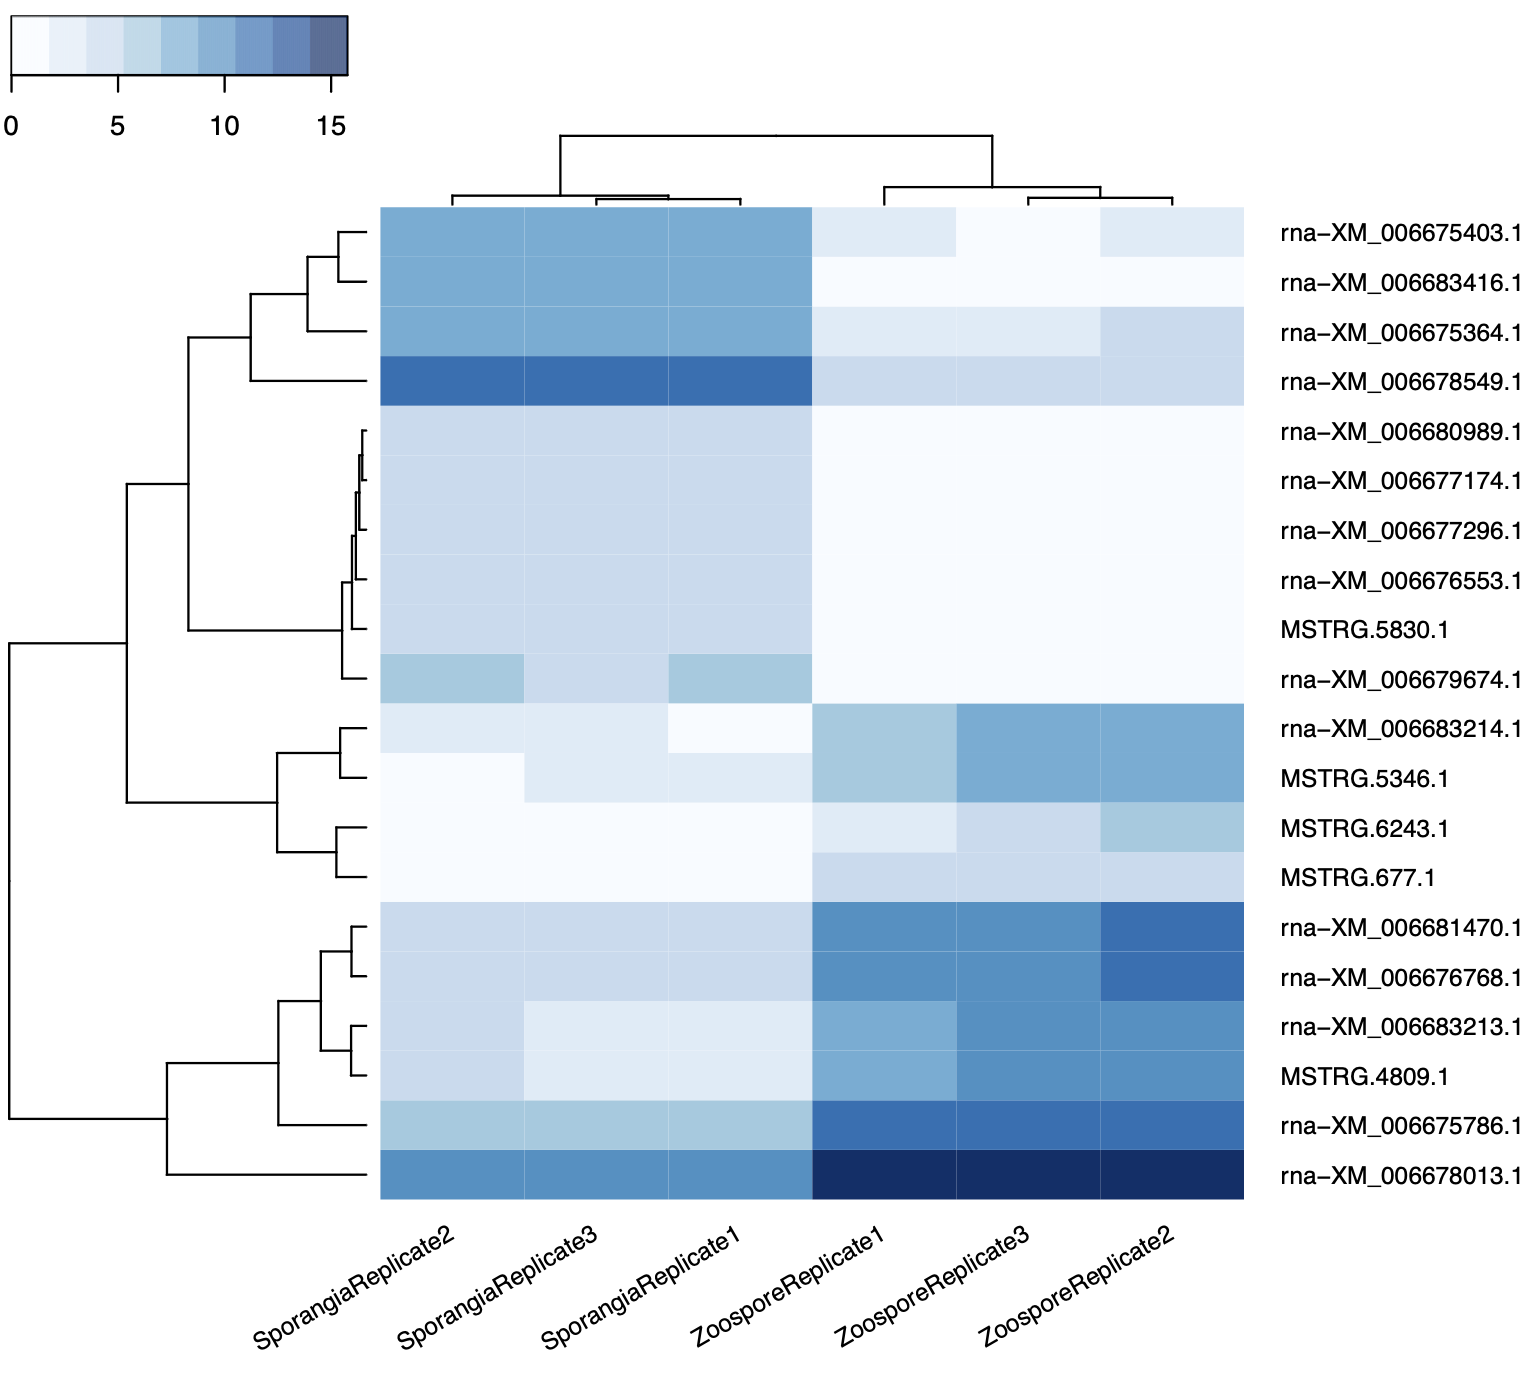 0 5 10 15
rna−XM_006675403.1
rna−XM_006683416.1
rna−XM_006675364.1
rna−XM_006678549.1
rna−XM_006680989.1
rna−XM_006677174.1
rna−XM_006677296.1
rna−XM_006676553.1
MSTRG.5830.1
rna−XM_006679674.1
rna−XM_006683214.1
MSTRG.5346.1
MSTRG.6243.1
MSTRG.677.1
rna−XM_006681470.1
rna−XM_006676768.1
rna−XM_006683213.1
MSTRG.4809.1
rna−XM_006675786.1
rna−XM_006678013.1
SporangiaReplicate2
SporangiaReplicate3
SporangiaReplicate1
ZoosporeReplicate1
ZoosporeReplicate3
ZoosporeReplicate2